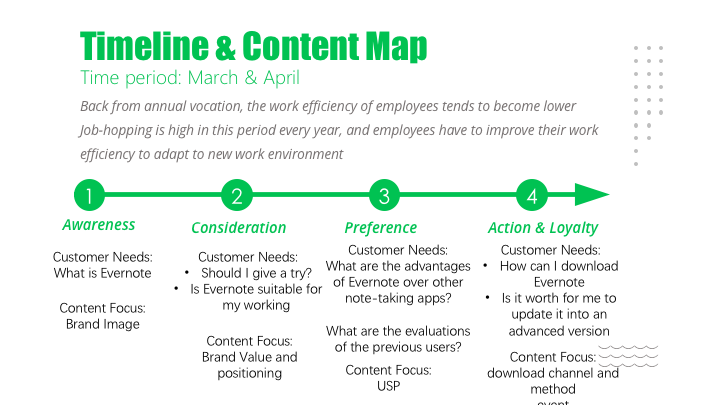 Timeline & Content Map
Time period: March & April
Back from annual vocation, the work efficiency of employees tends to become lower
Job-hopping is high in this period every year, and employees have to improve their work
efficiency to adapt to new work environment
1
Awareness
Customer Needs:
What is Evernote
Content Focus:
Brand Image
2
Consideration
Customer Needs:
• Should I give a try?
• Is Evernote suitable for
my working
Content Focus:
Brand Value and
positioning
3
Preference
Customer Needs:
What are the advantages
of Evernote over other
note-taking apps?
What are the evaluations
of the previous users?
Content Focus:
USP
4
Action & Loyalty
Customer Needs:
• How can I download
Evernote
• Is it worth for me to
update it into an
advanced version
Content Focus:
download channel and
method